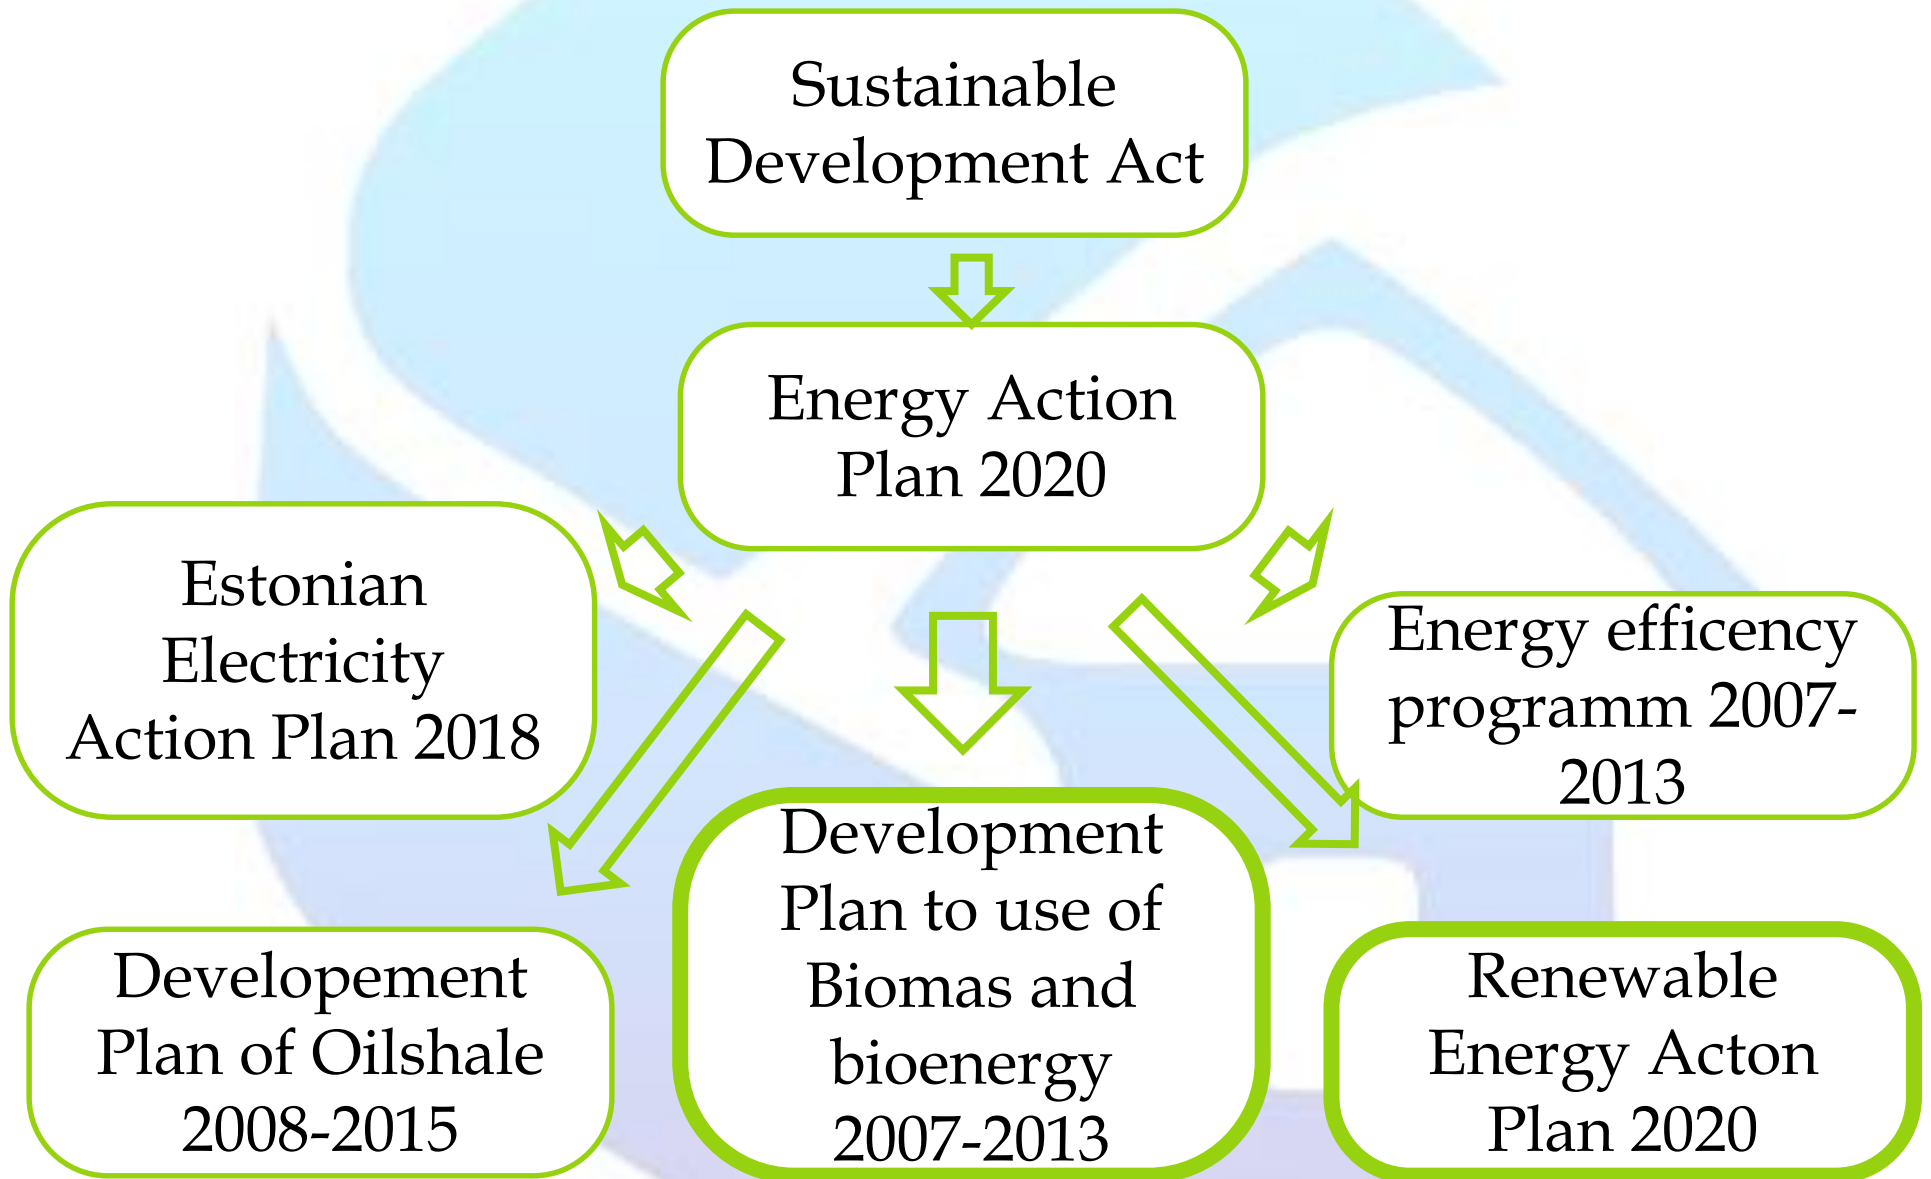 Sustainable
Development Act
Energy Action
Plan 2020
Estonian
Electricity
Action Plan 2018
Energy efficency
programm 2007-
2013
Developement
Plan of Oilshale
2008-2015
Development
Plan to use of
Biomas and
bioenergy
2007-2013
Renewable
Energy Acton
Plan 2020